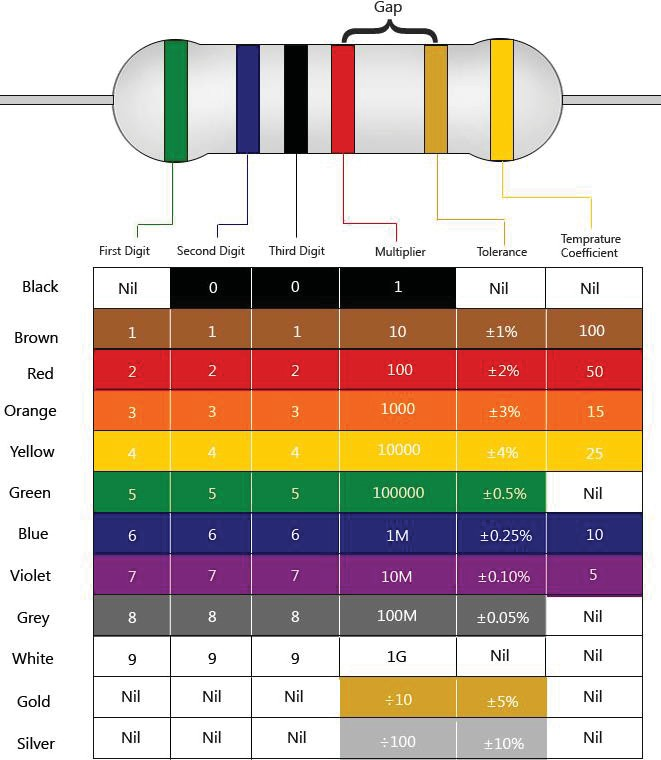 Gap
First Digit Second Digit Third Digit Multiplier Tolerance Temprature
Coefficient
Black Nil 0 0 1 Nil Nil
Brown 1 1 1 10 ±1% 100
Red 2 2 2 100 ±2% 50
Orange 3 3 3 1000 ±3% 15
Yellow 4 4 4 10000 ±4% 25
Green 5 5 5 100000 ±0.5% Nil
Blue 6 6 6 1M ±0.25% 10
Violet 7 7 7 10M ±0.10% 5
Grey 8 8 8 100M ±0.05% Nil
White 9 9 9 1G Nil Nil
Gold Nil Nil Nil ÷10 ±5% Nil
Silver Nil Nil Nil ÷100 ±10% Nil